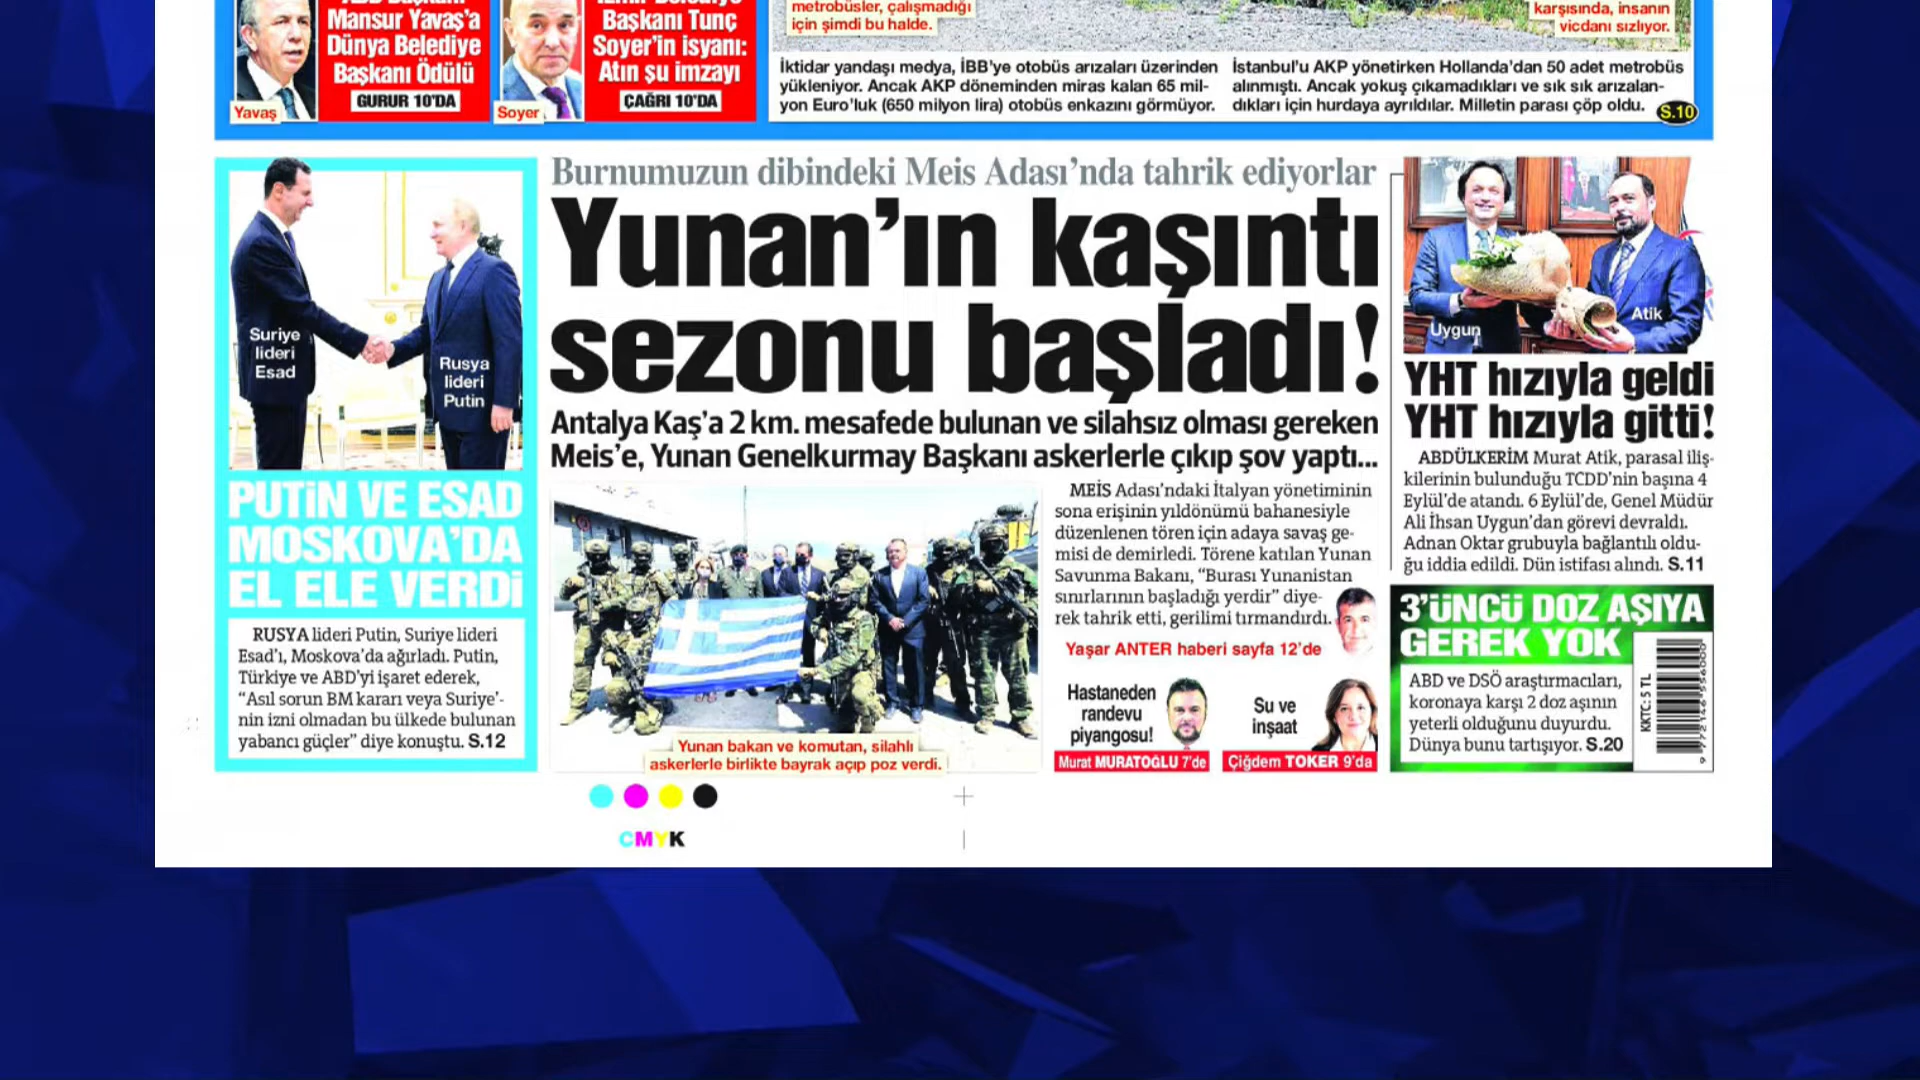 Mansur Yavaş'a
Dünya Belediye
Başkanı Ödülü
GURUR 10'DA
Yavaş
Başkanı Tunç
Soyer'in isyanı:
Atın şu imzayı
ÇAĞRI 10'DA
Soyer
metrobüsler, çalışmadığı
için şimdi bu halde.
karşısında, insanın
vicdanı sızlıyor.
İktidar yandaşı medya, İBB'ye otobüs arızaları üzerinden
yükleniyor. Ancak AKP döneminden miras kalan 65 mil-
yon Euro'luk (650 milyon lira) otobüs enkazını görmüyor.
İstanbul'u AKP yönetirken Hollanda'dan 50 adet metrobüs
alınmıştı. Ancak yokuş çıkamadıkları ve sık sık arızalan-
dıkları için hurdaya ayrıldılar. Milletin parası çöp oldu.
S.10
Suriye
lideri
Esad
Rusya
lideri
Putin
PUTİN VE ESAD
MOSKOVA'DA
EL ELE VERDİ
RUSYA lideri Putin, Suriye lideri
Esad'ı, Moskova'da ağırladı. Putin,
Türkiye ve ABD'yi işaret ederek,
"Asıl sorun BM kararı veya Suriye'-
nin izni olmadan bu ülkede bulunan
yabancı güçler" diye konuştu. S.12
Burnumuzun dibindeki Meis Adası'nda tahrik ediyorlar
Yunan'ın kaşıntı
sezonu başladı!
Antalya Kaş'a 2 km. mesafede bulunan ve silahsız olması gereken
Meis'e, Yunan Genelkurmay Başkanı askerlerle çıkıp şov yaptı...
Yunan bakan ve komutan, silahlı
askerlerle birlikte bayrak açıp poz verdi.
MEİS Adası'ndaki İtalyan yönetiminin
sona erişinin yıldönümü bahanesiyle
düzenlenen tören için adaya savaş ge-
misi de demirledi. Törene katılan Yunan
Savunma Bakanı, "Burası Yunanistan
sınırlarının başladığı yerdir" diye-
rek tahrik etti, gerilimi tırmandırdı.
Yaşar ANTER haberi sayfa 12'de
Hastaneden
randevu
piyangosu!
Murat MURATOĞLU 7'de
Su ve
inşaat
Çiğdem TOKER 9'da
Uygun
Atik
YHT hızıyla geldi
YHT hızıyla gitti!
ABDÜLKERİM Murat Atik, parasal iliş-
kilerinin bulunduğu TCDD'nin başına 4
Eylül'de atandı. 6 Eylül'de, Genel Müdür
Ali İhsan Uygun'dan görevi devraldı.
Adnan Oktar grubuyla bağlantılı oldu-
ğu iddia edildi. Dün istifası alındı. S.11
3'ÜNCÜ DOZ AŞIYA
GEREK YOK
ABD ve DSÖ araştırmacıları,
koronaya karşı 2 doz aşının
yeterli olduğunu duyurdu.
Dünya bunu tartışıyor. S.20
KKTC: 5 TL
9 772146 556000
CMYK